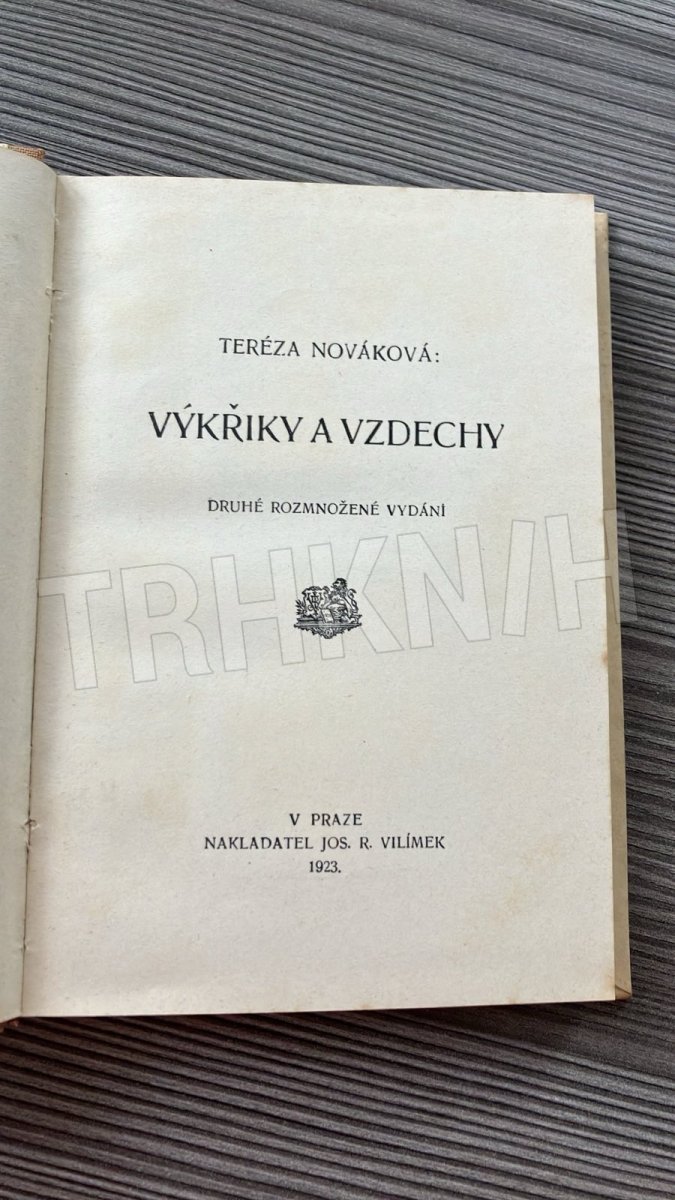 TERÉZA NOVÁKOVÁ:
VÝKŘIKY A VZDECHY
DRUHÉ ROZMNOŽENÉ VYDÁNÍ
TRHKNIH
V PRAZE
NAKLADATEL JOS. R. VILÍMEK
1923.